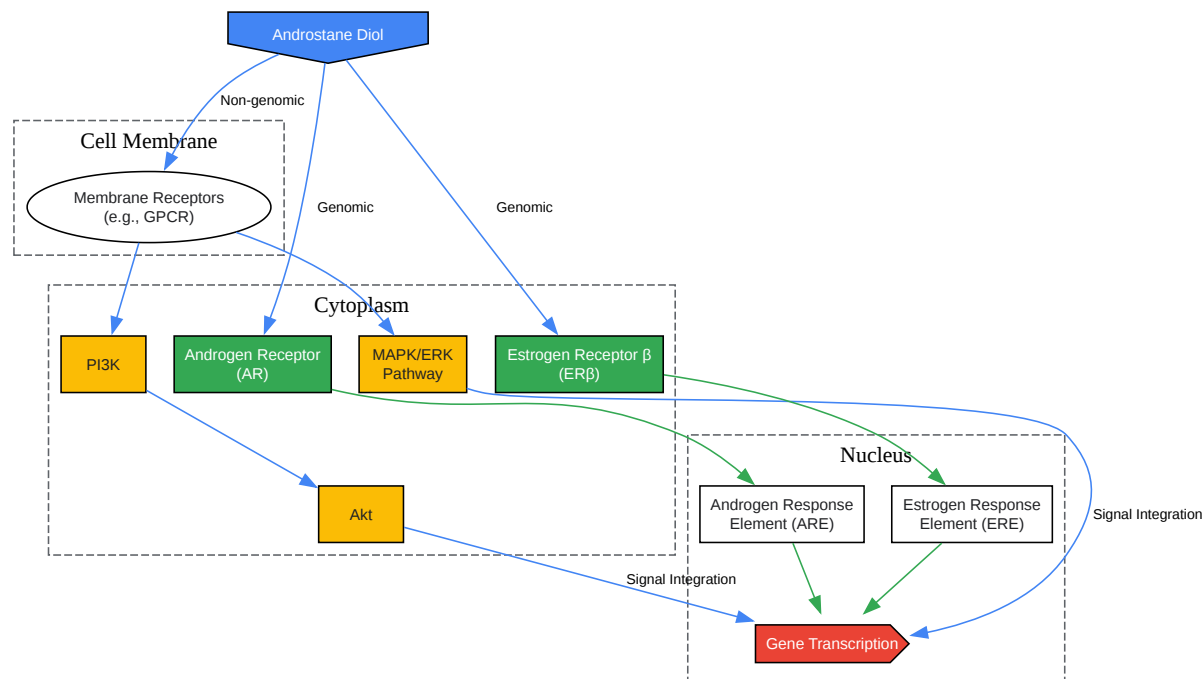 Androstane Diol
Non-genomic
Cell Membrane
Membrane Receptors
(e.g., GPCR)
Genomic
Genomic
Cytoplasm
PI3K
Androgen Receptor
(AR)
MAPK/ERK
Pathway
Estrogen Receptor β
(ERβ)
Nucleus
Akt
Androgen Response
Element (ARE)
Estrogen Response
Element (ERE)
Signal Integration
Signal Integration
Gene Transcription